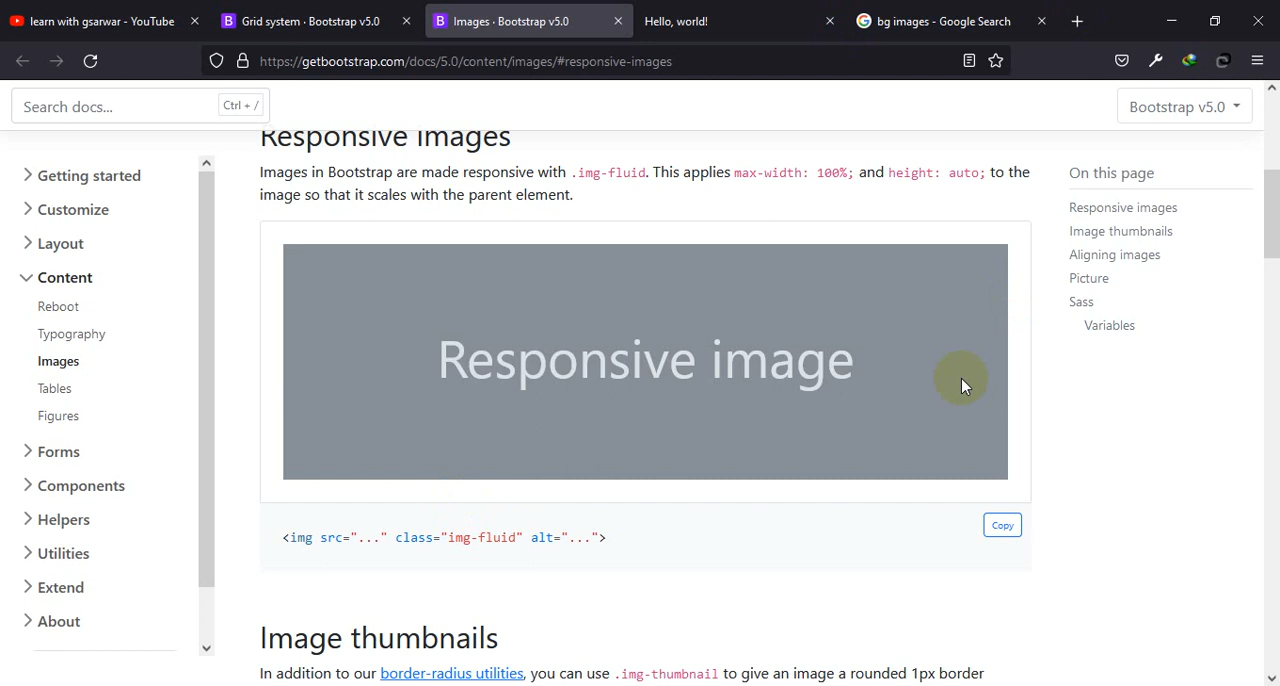 learn with gsarwar - YouTube
Grid system · Bootstrap v5.0
Images · Bootstrap v5.0
Hello, world!
bg images - Google Search
https://getbootstrap.com/docs/5.0/content/images/#responsive-images
Search docs...
Ctrl + /
Bootstrap v5.0
Getting started
Customize
Layout
Content
Reboot
Typography
Images
Tables
Figures
Forms
Components
Helpers
Utilities
Extend
About
Responsive images
Images in Bootstrap are made responsive with .img-fluid. This applies max-width: 100%; and height: auto; to the
image so that it scales with the parent element.
Responsive image
Copy
<img src="..." class="img-fluid" alt="...">
Image thumbnails
In addition to our border-radius utilities, you can use .img-thumbnail to give an image a rounded 1px border
On this page
Responsive images
Image thumbnails
Aligning images
Picture
Sass
Variables